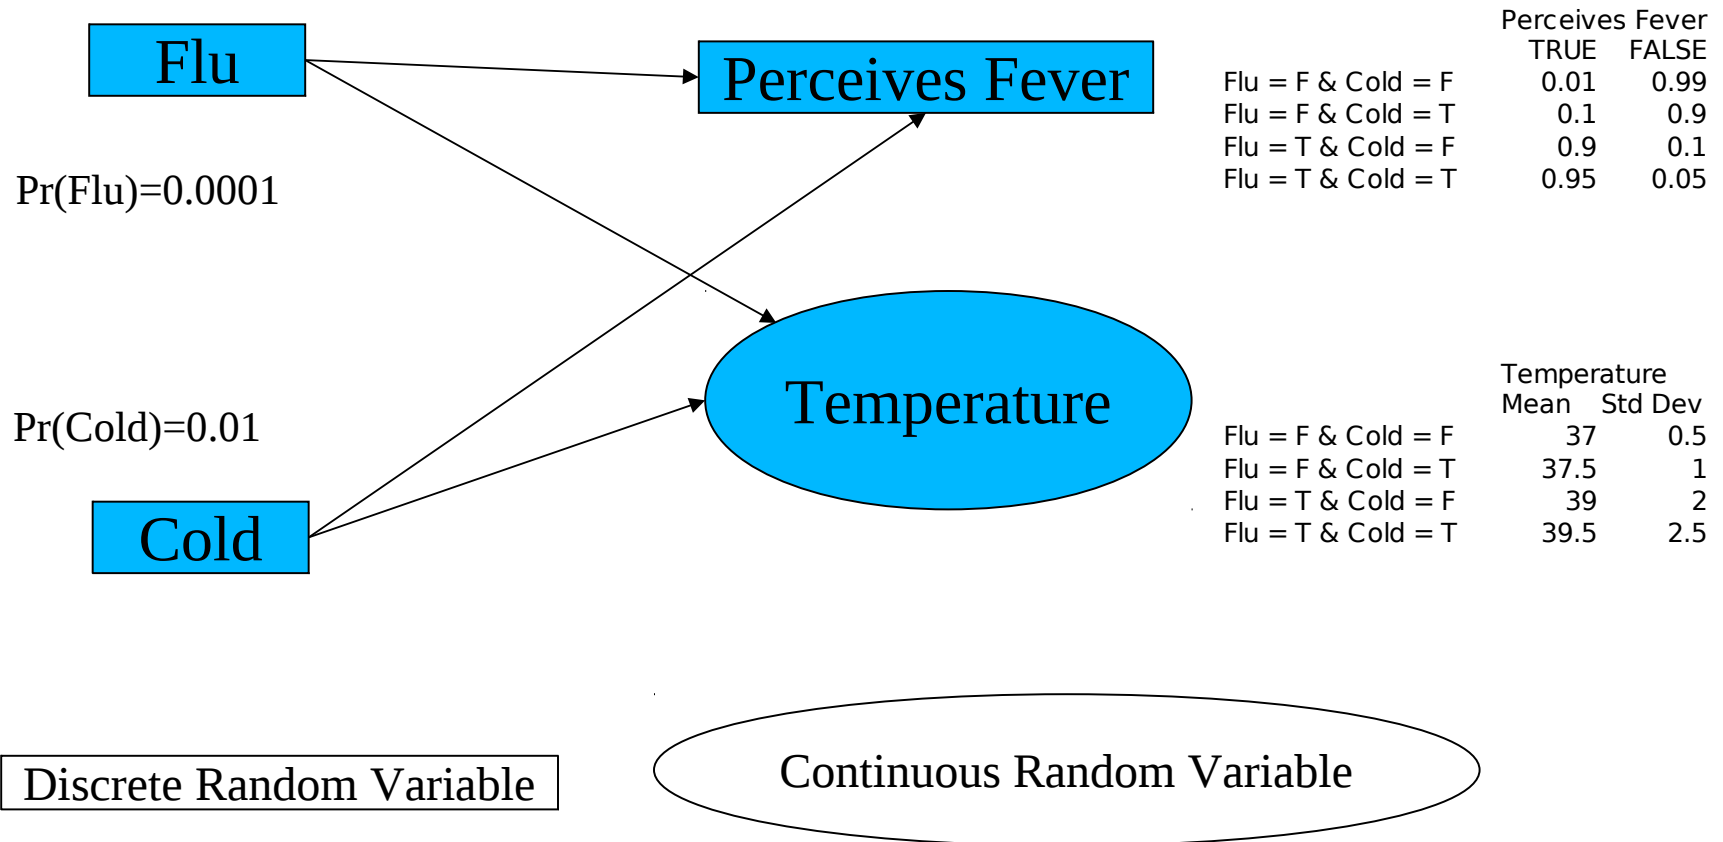 Flu
Perceives Fever
Pr(Flu)=0.0001
Perceives Fever
TRUE FALSE
Flu = F & Cold = F 0.01 0.99
Flu = F & Cold = T 0.1 0.9
Flu = T & Cold = F 0.9 0.1
Flu = T & Cold = T 0.95 0.05
Temperature
Pr(Cold)=0.01
Cold
Temperature
Mean Std Dev
Flu = F & Cold = F 37 0.5
Flu = F & Cold = T 37.5 1
Flu = T & Cold = F 39 2
Flu = T & Cold = T 39.5 2.5
Discrete Random Variable
Continuous Random Variable